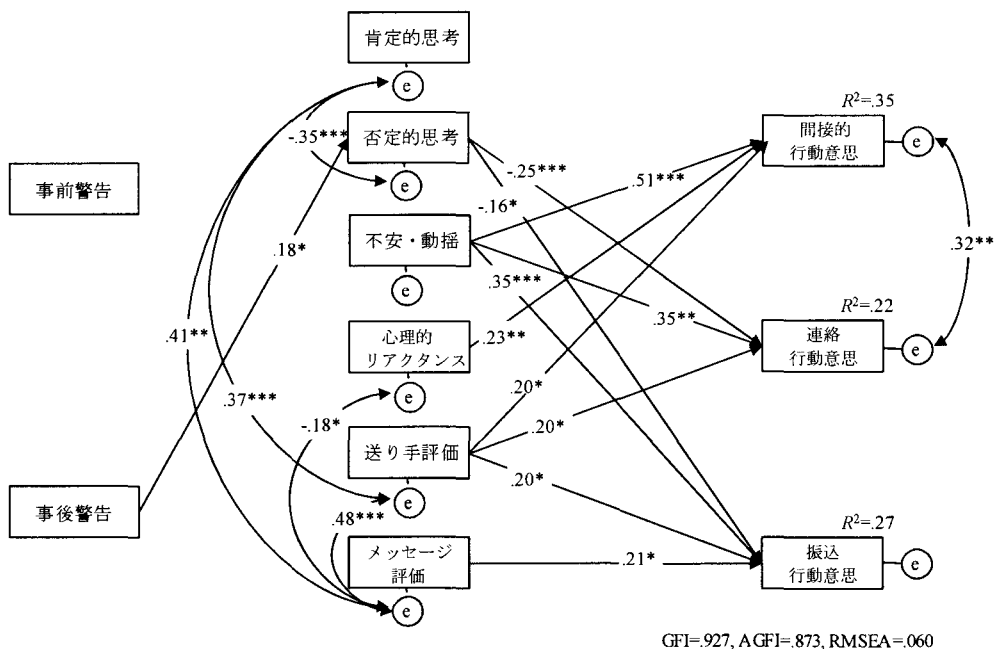 肯定的思考
e
R²=.35
-.35***
否定的思考
間接的
行動意思
e
e
-.25***
.51***
事前警告
-.16*
不安・動揺
.18*
.32**
e
.35***
R²=.22
.41**
心理的
リアクタンス
.23**
.35**
連絡
行動意思
e
e
.20*
.37***
-.18*
送り手評価
.20*
e
.20*
事後警告
.48***
R²=.27
メッセージ
評価
.21*
振込
行動意思
e
e
GFI=.927, AGFI=.873, RMSEA=.060